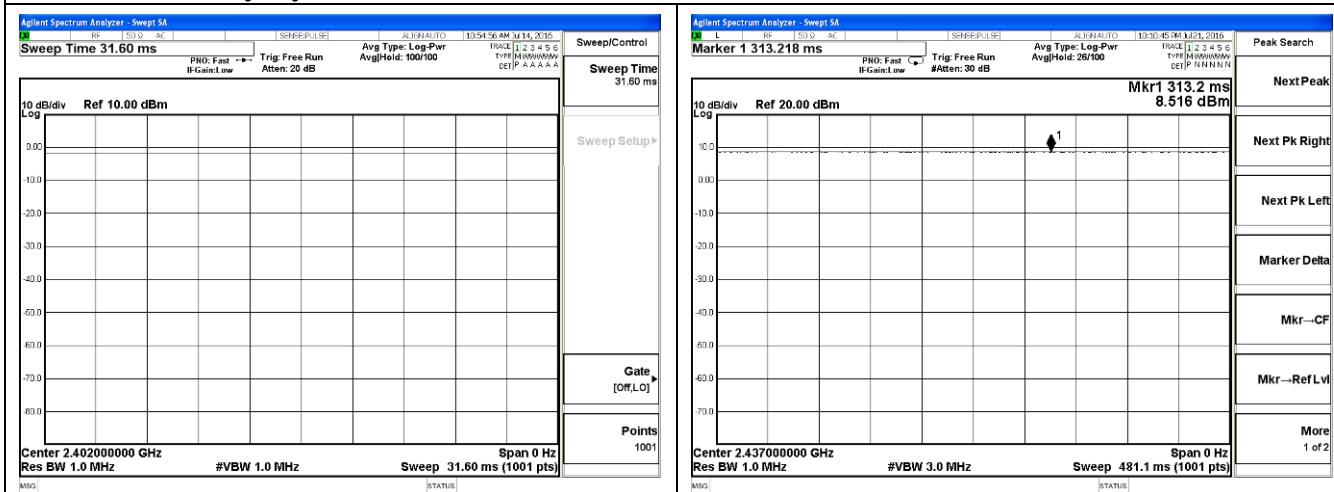 Agilent Spectrum Analyzer - Swept SA
RF 50 Ω AC SENSE:PULSE ALIGNAUTO 10:54:56 AM Jul 14, 2016
Sweep Time 31.60 ms
PNO: Fast
IFGain:Low
Trig: Free Run
Atten: 20 dB
Avg Type: Log-Pwr
Avg|Hold: 100/100
TRACE 1 2 3 4 5 6
TYPE
DET P A A A A A
10 dB/div Ref 10.00 dBm
Log
0.00
-10.0
-20.0
-30.0
-40.0
-50.0
-60.0
-70.0
-80.0
Center 2.402000000 GHz Span 0 Hz
Res BW 1.0 MHz #VBW 1.0 MHz Sweep 31.60 ms (1001 pts)
MSG STATUS
Sweep/Control
Sweep Time
31.60 ms
Sweep Setup
Gate
[Off,LO]
Points
1001
Agilent Spectrum Analyzer - Swept SA
L RF 50 Ω AC SENSE:PULSE ALIGNAUTO 10:10:45 PM Jul 21, 2016
Marker 1 313.218 ms
PNO: Fast
IFGain:Low
Trig: Free Run
#Atten: 30 dB
Avg Type: Log-Pwr
Avg|Hold: 26/100
TRACE 1 2 3 4 5 6
TYPE
DET P N N N N N
Mkr1 313.2 ms
8.516 dBm
10 dB/div Ref 20.00 dBm
Log
1
10.0
0.00
-10.0
-20.0
-30.0
-40.0
-50.0
-60.0
-70.0
Center 2.437000000 GHz Span 0 Hz
Res BW 1.0 MHz #VBW 3.0 MHz Sweep 481.1 ms (1001 pts)
MSG STATUS
Peak Search
Next Peak
Next Pk Right
Next Pk Left
Marker Delta
Mkr→CF
Mkr→Ref Lvl
More
1 of 2